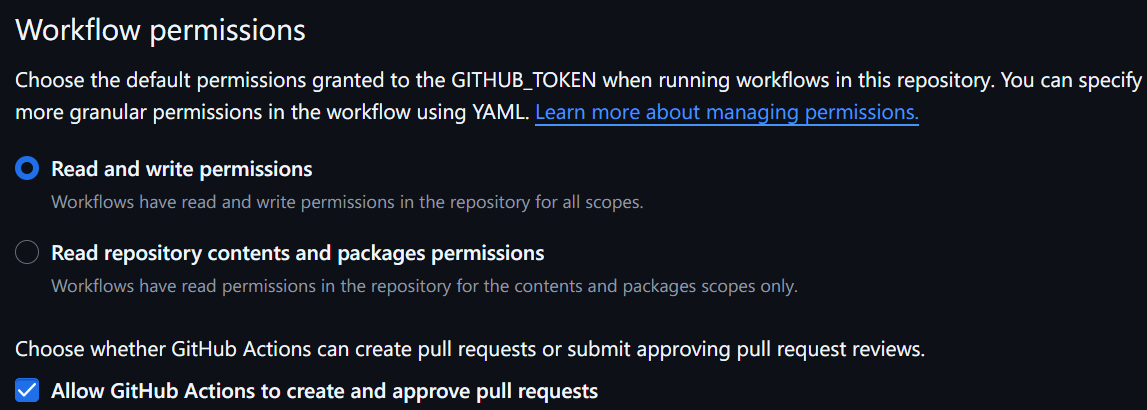 Workflow permissions
Choose the default permissions granted to the GITHUB_TOKEN when running workflows in this repository. You can specify
more granular permissions in the workflow using YAML. Learn more about managing permissions.
Read and write permissions
Workflows have read and write permissions in the repository for all scopes.
Read repository contents and packages permissions
Workflows have read permissions in the repository for the contents and packages scopes only.
Choose whether GitHub Actions can create pull requests or submit approving pull request reviews.
Allow GitHub Actions to create and approve pull requests